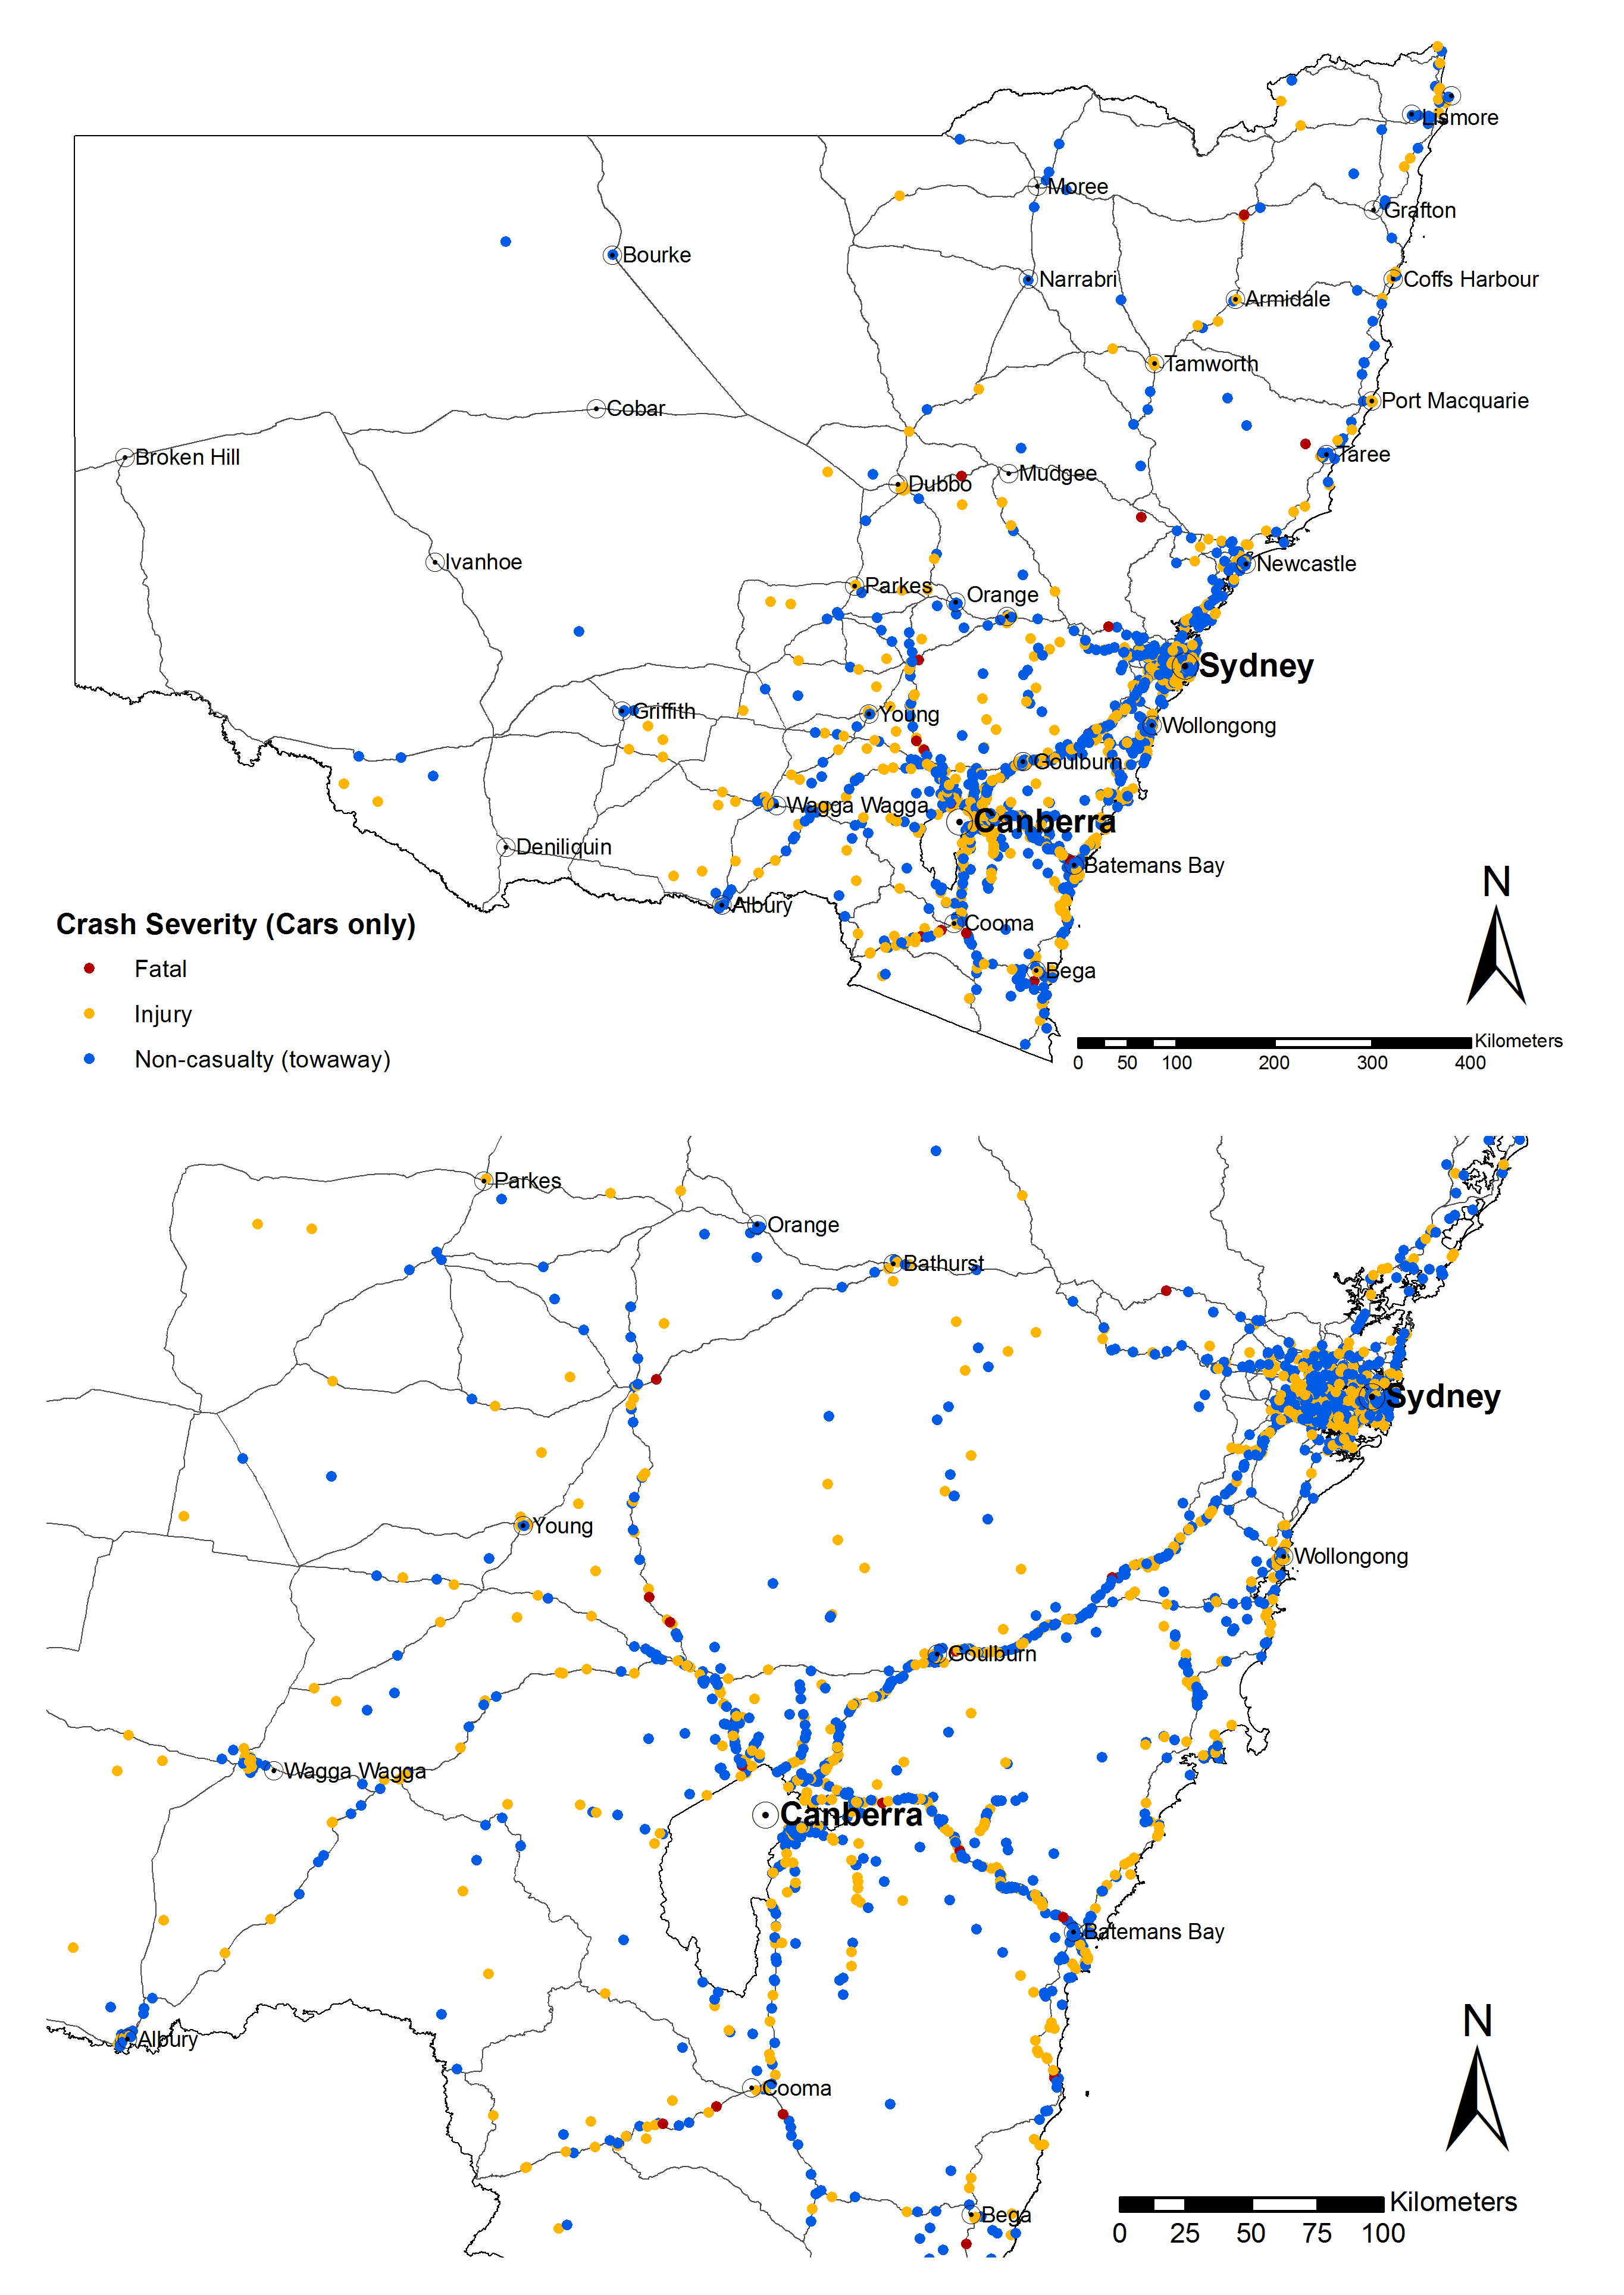 Lismore
Moree
Grafton
Bourke
Narrabri
Coffs Harbour
Armidale
Tamworth
Port Macquarie
Cobar
Broken Hill
Taree
Mudgee
Dubbo
Ivanhoe
Newcastle
Parkes
Orange
Sydney
Griffith
Young
Wollongong
Goulburn
Wagga Wagga
Canberra
Deniliquin
Batemans Bay
Albury
Cooma
Bega
Crash Severity (Cars only)
Fatal
Injury
Non-casualty (towaway)
N
Kilometers
0 50 100 200 300 400
Parkes
Orange
Bathurst
Sydney
Young
Wollongong
Goulburn
Wagga Wagga
Canberra
Batemans Bay
Albury
Cooma
Bega
N
Kilometers
0 25 50 75 100